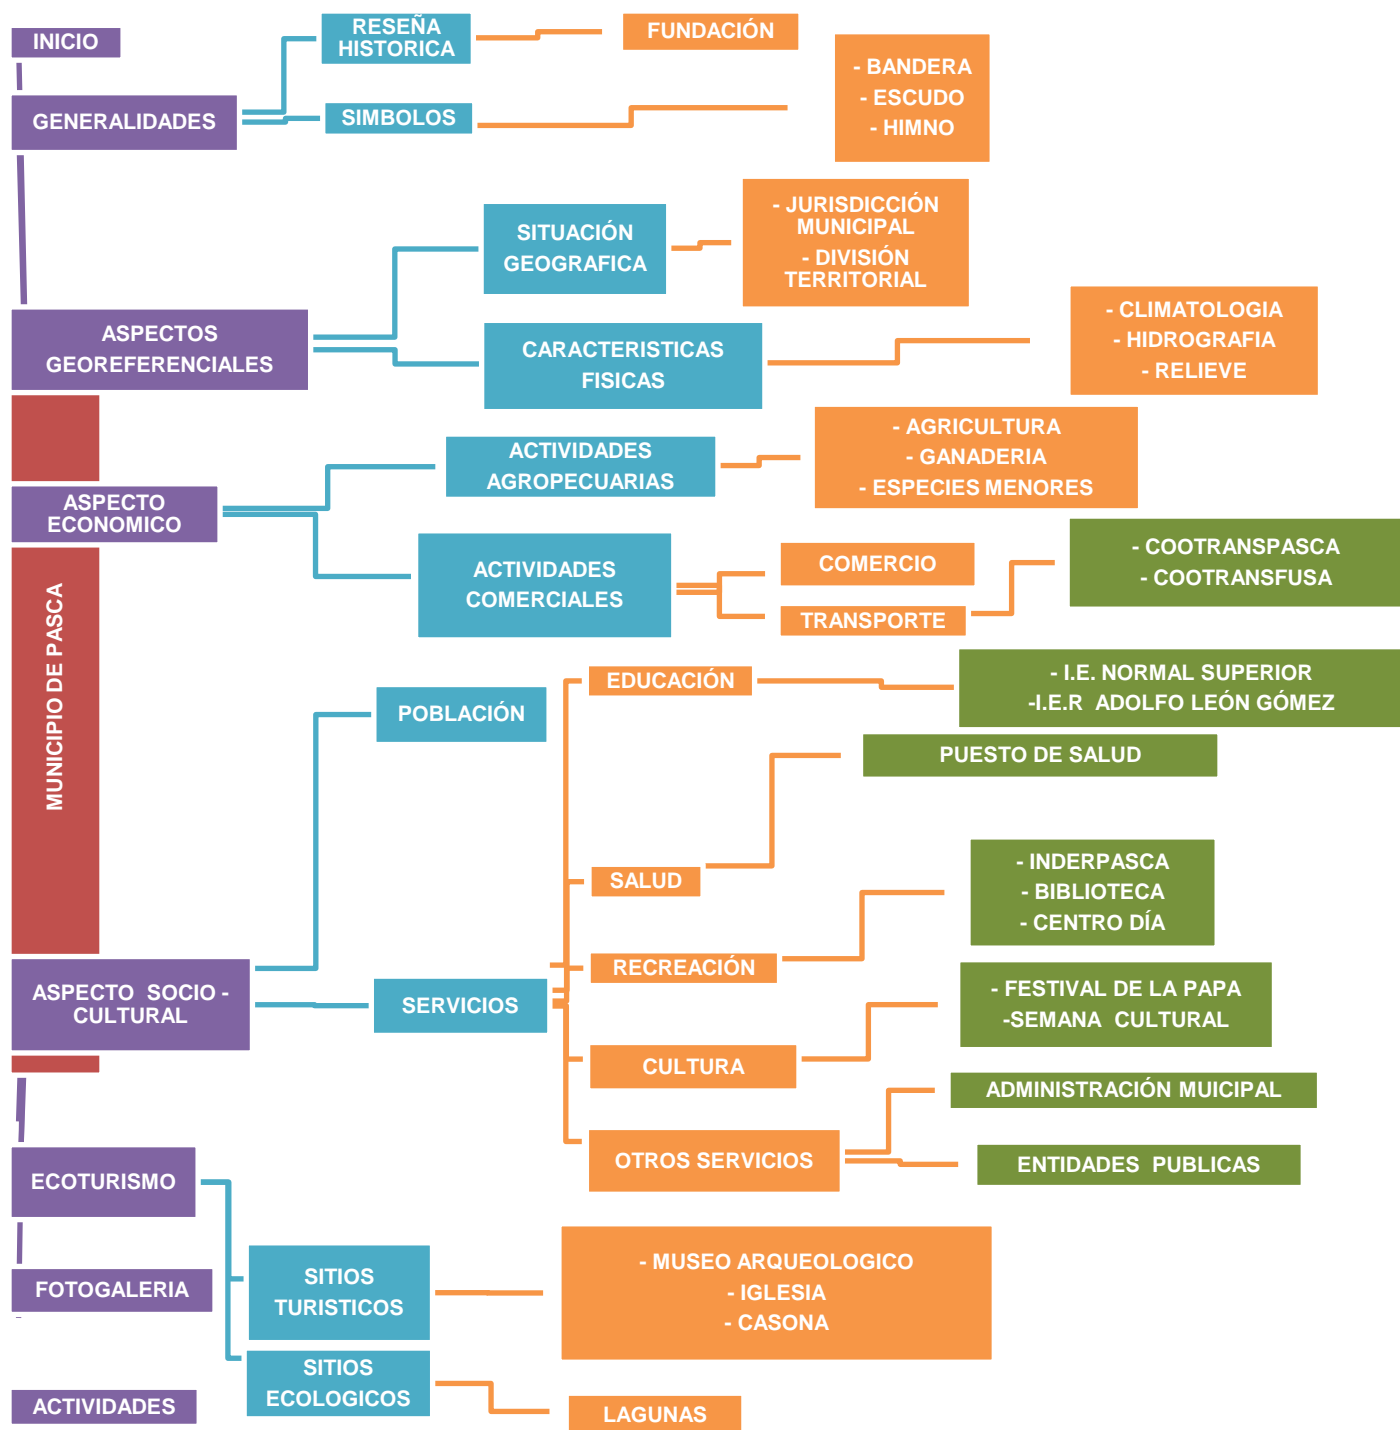 INICIO
RESEÑA
HISTORICA
FUNDACIÓN
GENERALIDADES
SIMBOLOS
- BANDERA
- ESCUDO
- HIMNO
ASPECTOS
GEOREFERENCIALES
SITUACIÓN
GEOGRAFICA
- JURISDICCIÓN
MUNICIPAL
- DIVISIÓN
TERRITORIAL
CARACTERISTICAS
FISICAS
- CLIMATOLOGIA
- HIDROGRAFIA
- RELIEVE
MUNICIPIO DE PASCA
ASPECTO
ECONOMICO
ACTIVIDADES
AGROPECUARIAS
- AGRICULTURA
- GANADERIA
- ESPECIES MENORES
ACTIVIDADES
COMERCIALES
COMERCIO
TRANSPORTE
- COOTRANSPASCA
- COOTRANSFUSA
ASPECTO  SOCIO -
CULTURAL
POBLACIÓN
SERVICIOS
EDUCACIÓN
- I.E. NORMAL SUPERIOR
-I.E.R  ADOLFO LEÓN GÓMEZ
SALUD
PUESTO DE SALUD
RECREACIÓN
- INDERPASCA
- BIBLIOTECA
- CENTRO DÍA
CULTURA
- FESTIVAL DE LA PAPA
-SEMANA  CULTURAL
OTROS SERVICIOS
ADMINISTRACIÓN MUICIPAL
ENTIDADES  PUBLICAS
ECOTURISMO
SITIOS
TURISTICOS
- MUSEO ARQUEOLOGICO
- IGLESIA
- CASONA
SITIOS
ECOLOGICOS
LAGUNAS
FOTOGALERIA
ACTIVIDADES